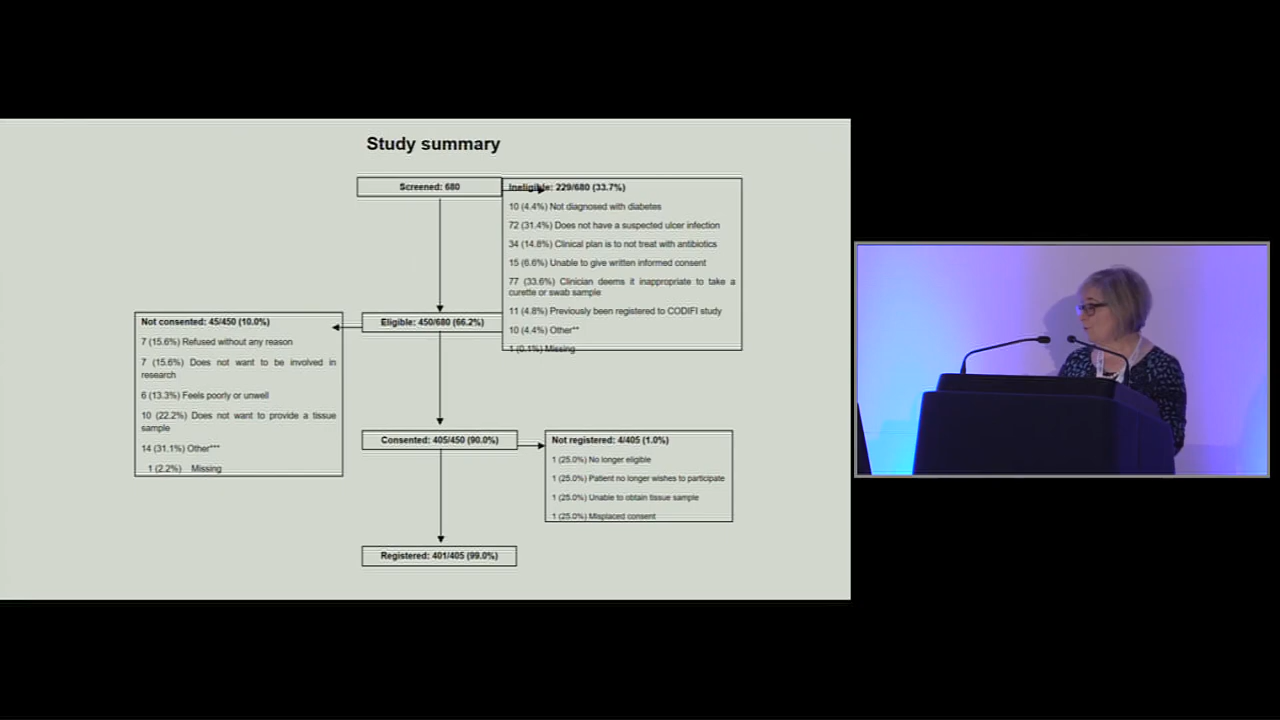 Study summary
Screened: 680
Ineligible: 229/680 (33.7%)
10 (4.4%) Not diagnosed with diabetes
72 (31.4%) Does not have a suspected ulcer infection
34 (14.8%) Clinical plan is to not treat with antibiotics
15 (6.6%) Unable to give written informed consent
77 (33.6%) Clinician deems it inappropriate to take a
curette or swab sample
11 (4.8%) Previously been registered to CODIFI study
10 (4.4%) Other**
1 (0.1%) Missing
Eligible: 450/680 (66.2%)
Not consented: 45/450 (10.0%)
7 (15.6%) Refused without any reason
7 (15.6%) Does not want to be involved in
research
6 (13.3%) Feels poorly or unwell
10 (22.2%) Does not want to provide a tissue
sample
14 (31.1%) Other***
1 (2.2%) Missing
Consented: 405/450 (90.0%)
Not registered: 4/405 (1.0%)
1 (25.0%) No longer eligible
1 (25.0%) Patient no longer wishes to participate
1 (25.0%) Unable to obtain tissue sample
1 (25.0%) Misplaced consent
Registered: 401/405 (99.0%)